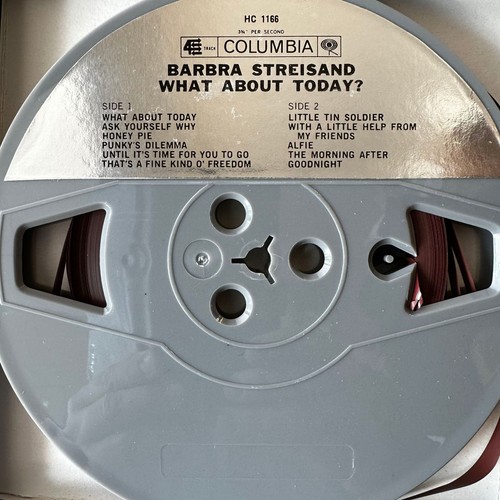 HC 1166
3¾" PER SECOND
4 TRACK COLUMBIA
BARBRA STREISAND
WHAT ABOUT TODAY?
SIDE 1
WHAT ABOUT TODAY
ASK YOURSELF WHY
HONEY PIE
PUNKY'S DILEMMA
UNTIL IT'S TIME FOR YOU TO GO
THAT'S A FINE KIND O' FREEDOM
SIDE 2
LITTLE TIN SOLDIER
WITH A LITTLE HELP FROM
MY FRIENDS
ALFIE
THE MORNING AFTER
GOODNIGHT